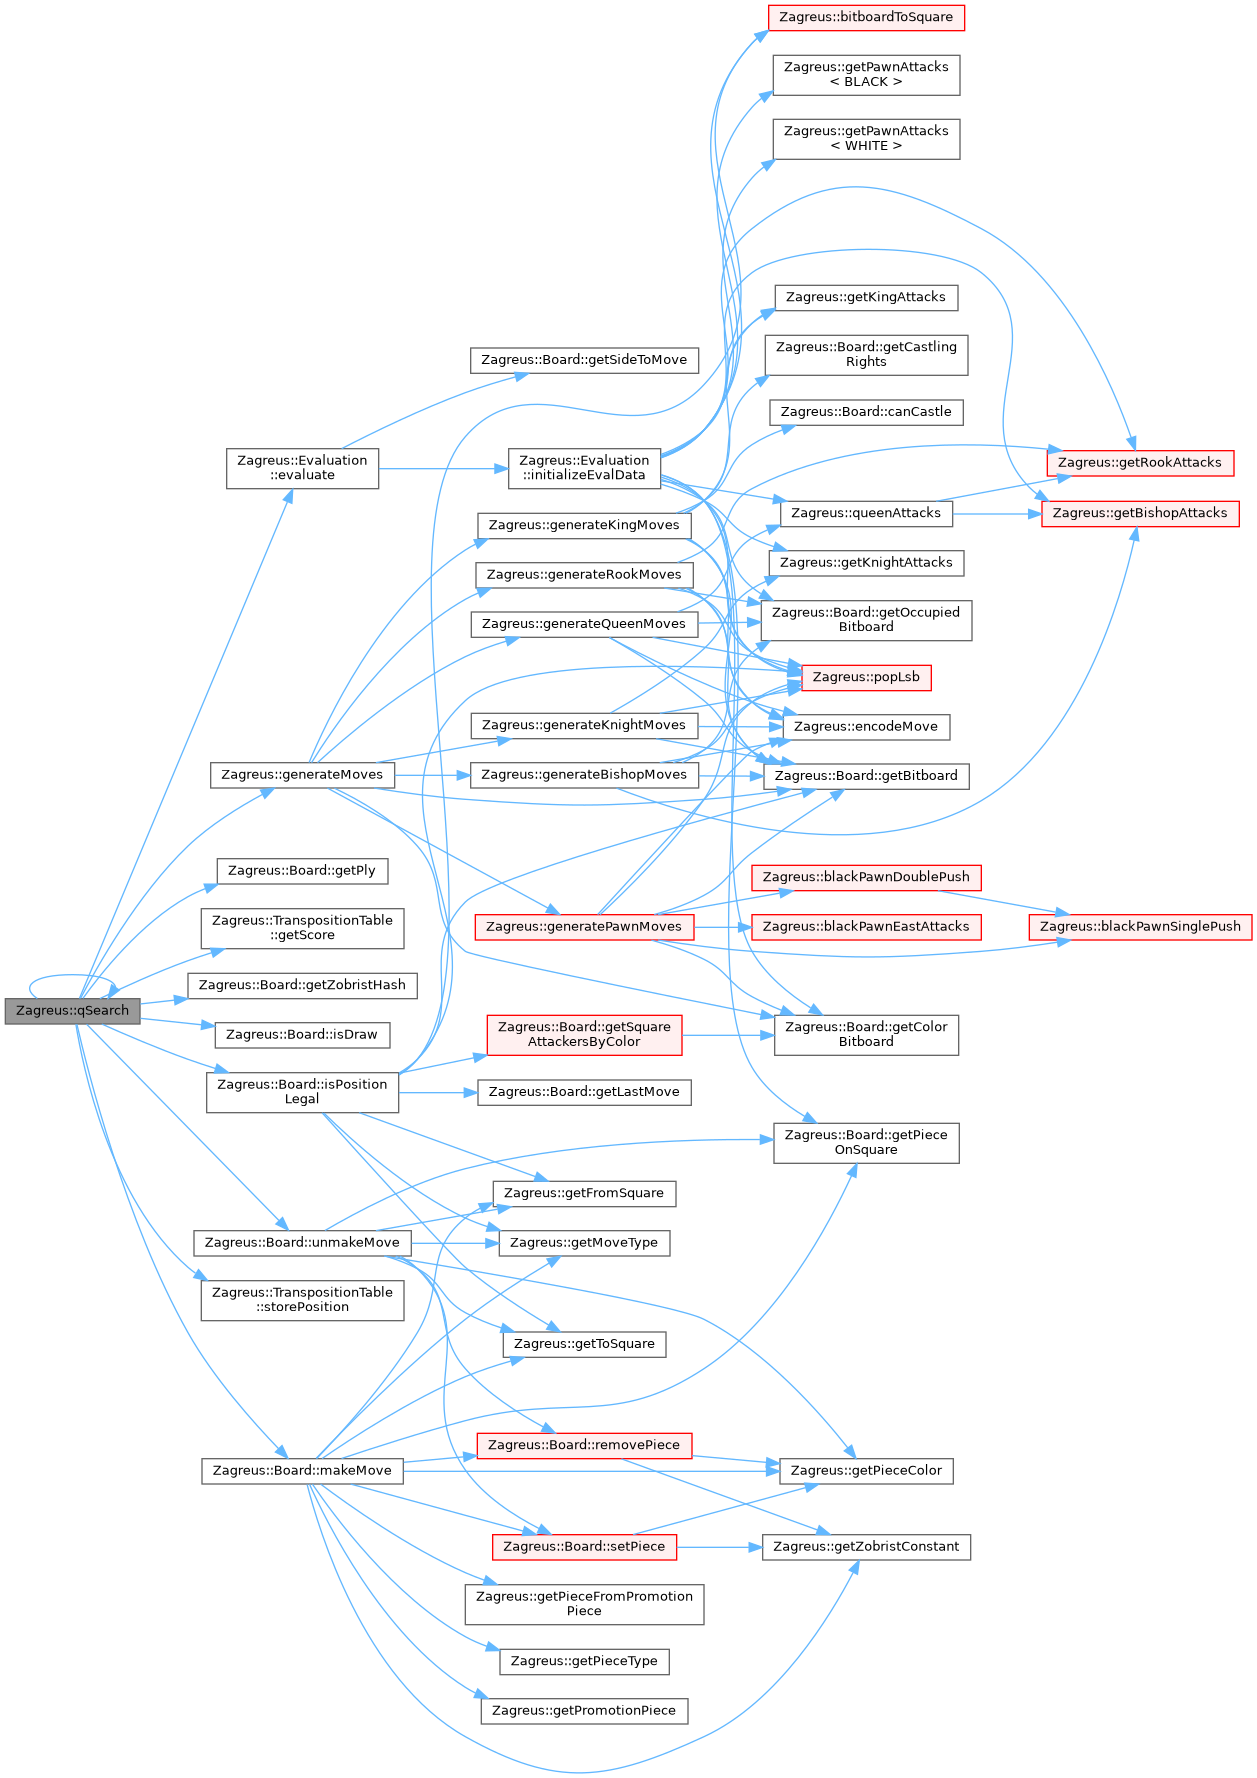 Zagreus::bitboardToSquare
Zagreus::getPawnAttacks
< BLACK >
Zagreus::getPawnAttacks
< WHITE >
Zagreus::getKingAttacks
Zagreus::Board::getCastling
Rights
Zagreus::Board::getSideToMove
Zagreus::Board::canCastle
Zagreus::Evaluation
::evaluate
Zagreus::Evaluation
::initializeEvalData
Zagreus::getRookAttacks
Zagreus::generateKingMoves
Zagreus::queenAttacks
Zagreus::getBishopAttacks
Zagreus::generateRookMoves
Zagreus::getKnightAttacks
Zagreus::generateQueenMoves
Zagreus::Board::getOccupied
Bitboard
Zagreus::popLsb
Zagreus::generateKnightMoves
Zagreus::encodeMove
Zagreus::generateMoves
Zagreus::generateBishopMoves
Zagreus::Board::getBitboard
Zagreus::Board::getPly
Zagreus::blackPawnDoublePush
Zagreus::TranspositionTable
::getScore
Zagreus::generatePawnMoves
Zagreus::blackPawnEastAttacks
Zagreus::blackPawnSinglePush
Zagreus::Board::getZobristHash
Zagreus::qSearch
Zagreus::Board::isDraw
Zagreus::Board::getSquare
AttackersByColor
Zagreus::Board::getColor
Bitboard
Zagreus::Board::isPosition
Legal
Zagreus::Board::getLastMove
Zagreus::Board::getPiece
OnSquare
Zagreus::getFromSquare
Zagreus::Board::unmakeMove
Zagreus::getMoveType
Zagreus::TranspositionTable
::storePosition
Zagreus::getToSquare
Zagreus::Board::removePiece
Zagreus::Board::makeMove
Zagreus::getPieceColor
Zagreus::Board::setPiece
Zagreus::getZobristConstant
Zagreus::getPieceFromPromotion
Piece
Zagreus::getPieceType
Zagreus::getPromotionPiece